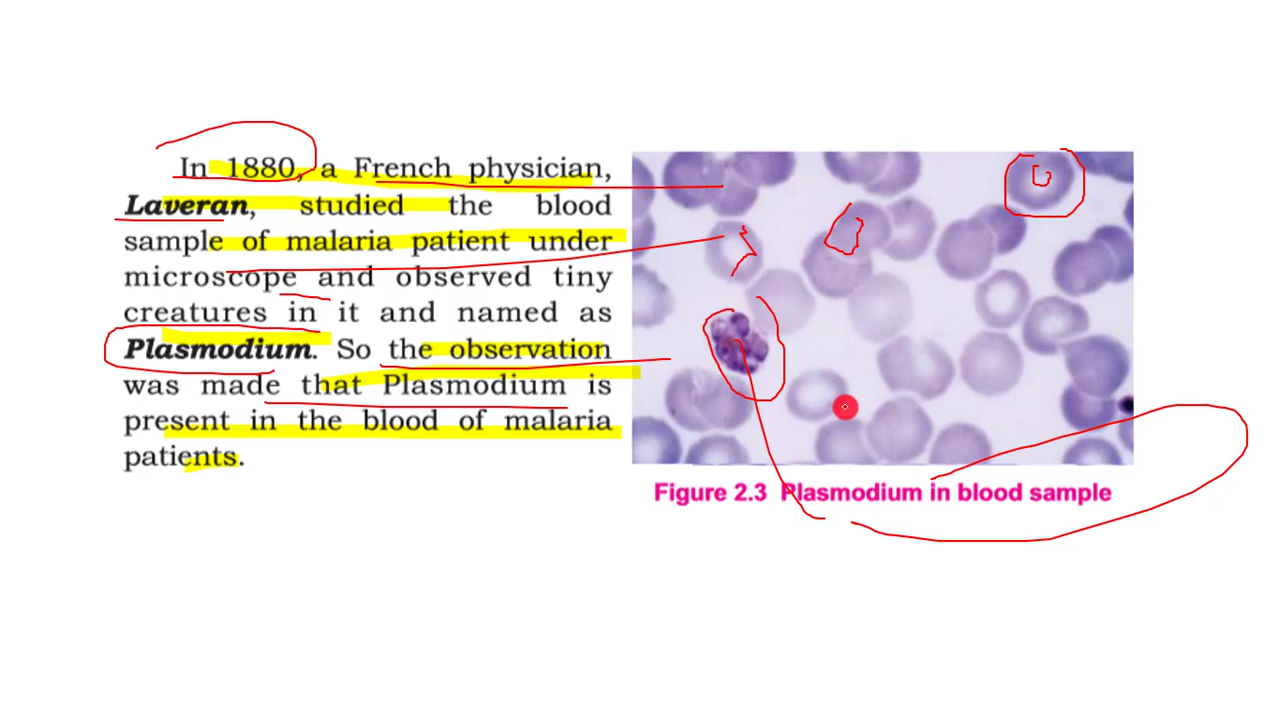 In 1880, a French physician,
Laveran, studied the blood
sample of malaria patient under
microscope and observed tiny
creatures in it and named as
Plasmodium. So the observation
was made that Plasmodium is
present in the blood of malaria
patients.
Figure 2.3 Plasmodium in blood sample